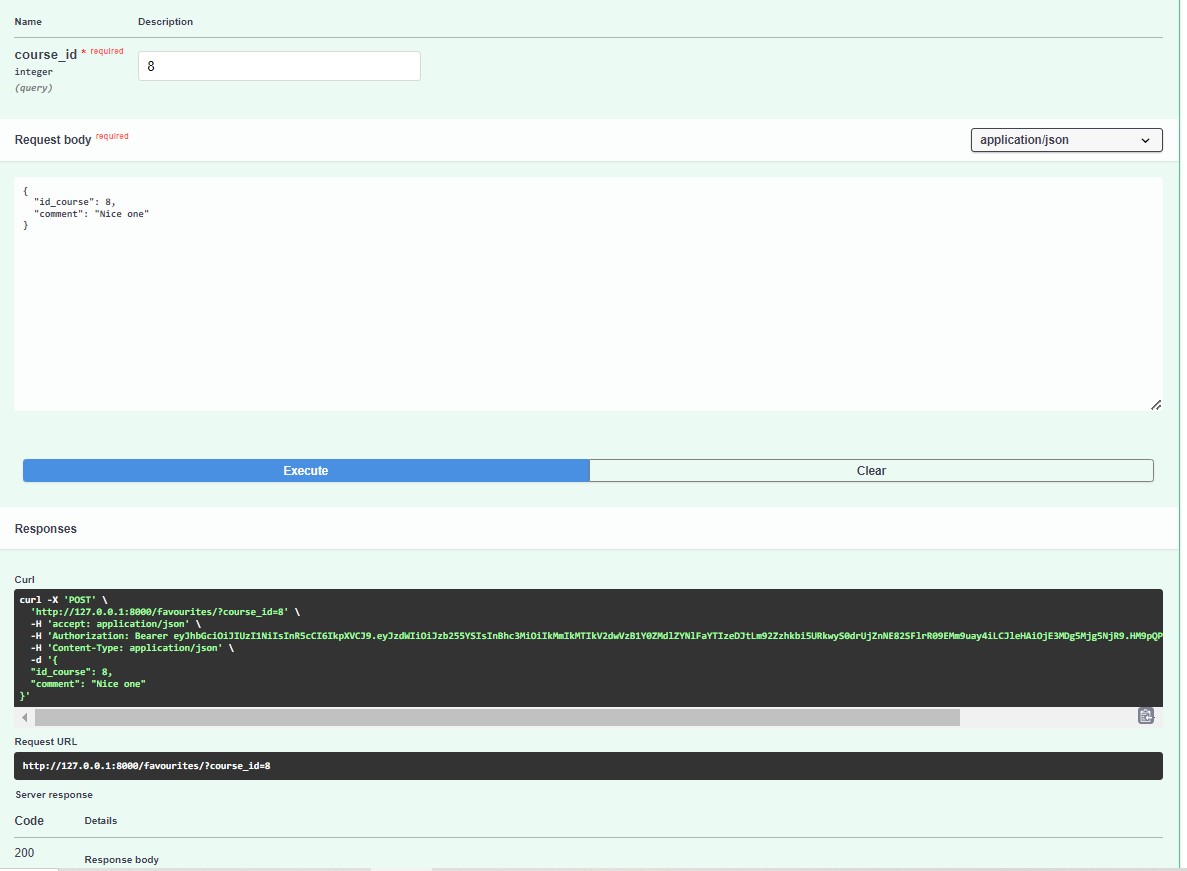 Name Description
course_id * required
8
integer
(query)
Request body required
application/json
{
"id_course": 8,
"comment": "Nice one"
}
Execute Clear
Responses
Curl
curl -X 'POST' \
'http://127.0.0.1:8000/favourites/?course_id=8' \
-H 'accept: application/json' \
-H 'Authorization: Bearer
-H 'Content-Type: application/json' \
-d '{
"id_course": 8,
"comment": "Nice one"
}'
Request URL
http://127.0.0.1:8000/favourites/?course_id=8
Server response
Code Details
200
Response body